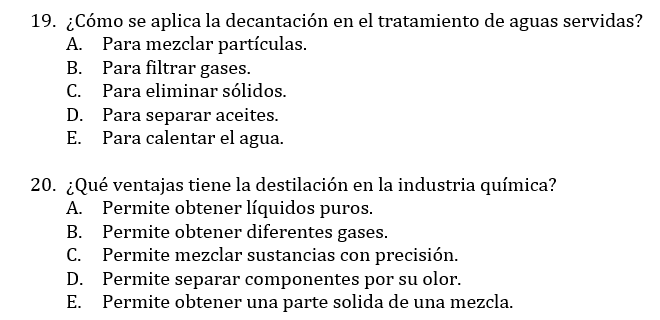 19. ¿Cómo se aplica la decantación en el tratamiento de aguas servidas?
A. Para mezclar partículas.
B. Para filtrar gases.
C. Para eliminar sólidos.
D. Para separar aceites.
E. Para calentar el agua.
20. ¿Qué ventajas tiene la destilación en la industria química?
A. Permite obtener líquidos puros.
B. Permite obtener diferentes gases.
C. Permite mezclar sustancias con precisión.
D. Permite separar componentes por su olor.
E. Permite obtener una parte solida de una mezcla.